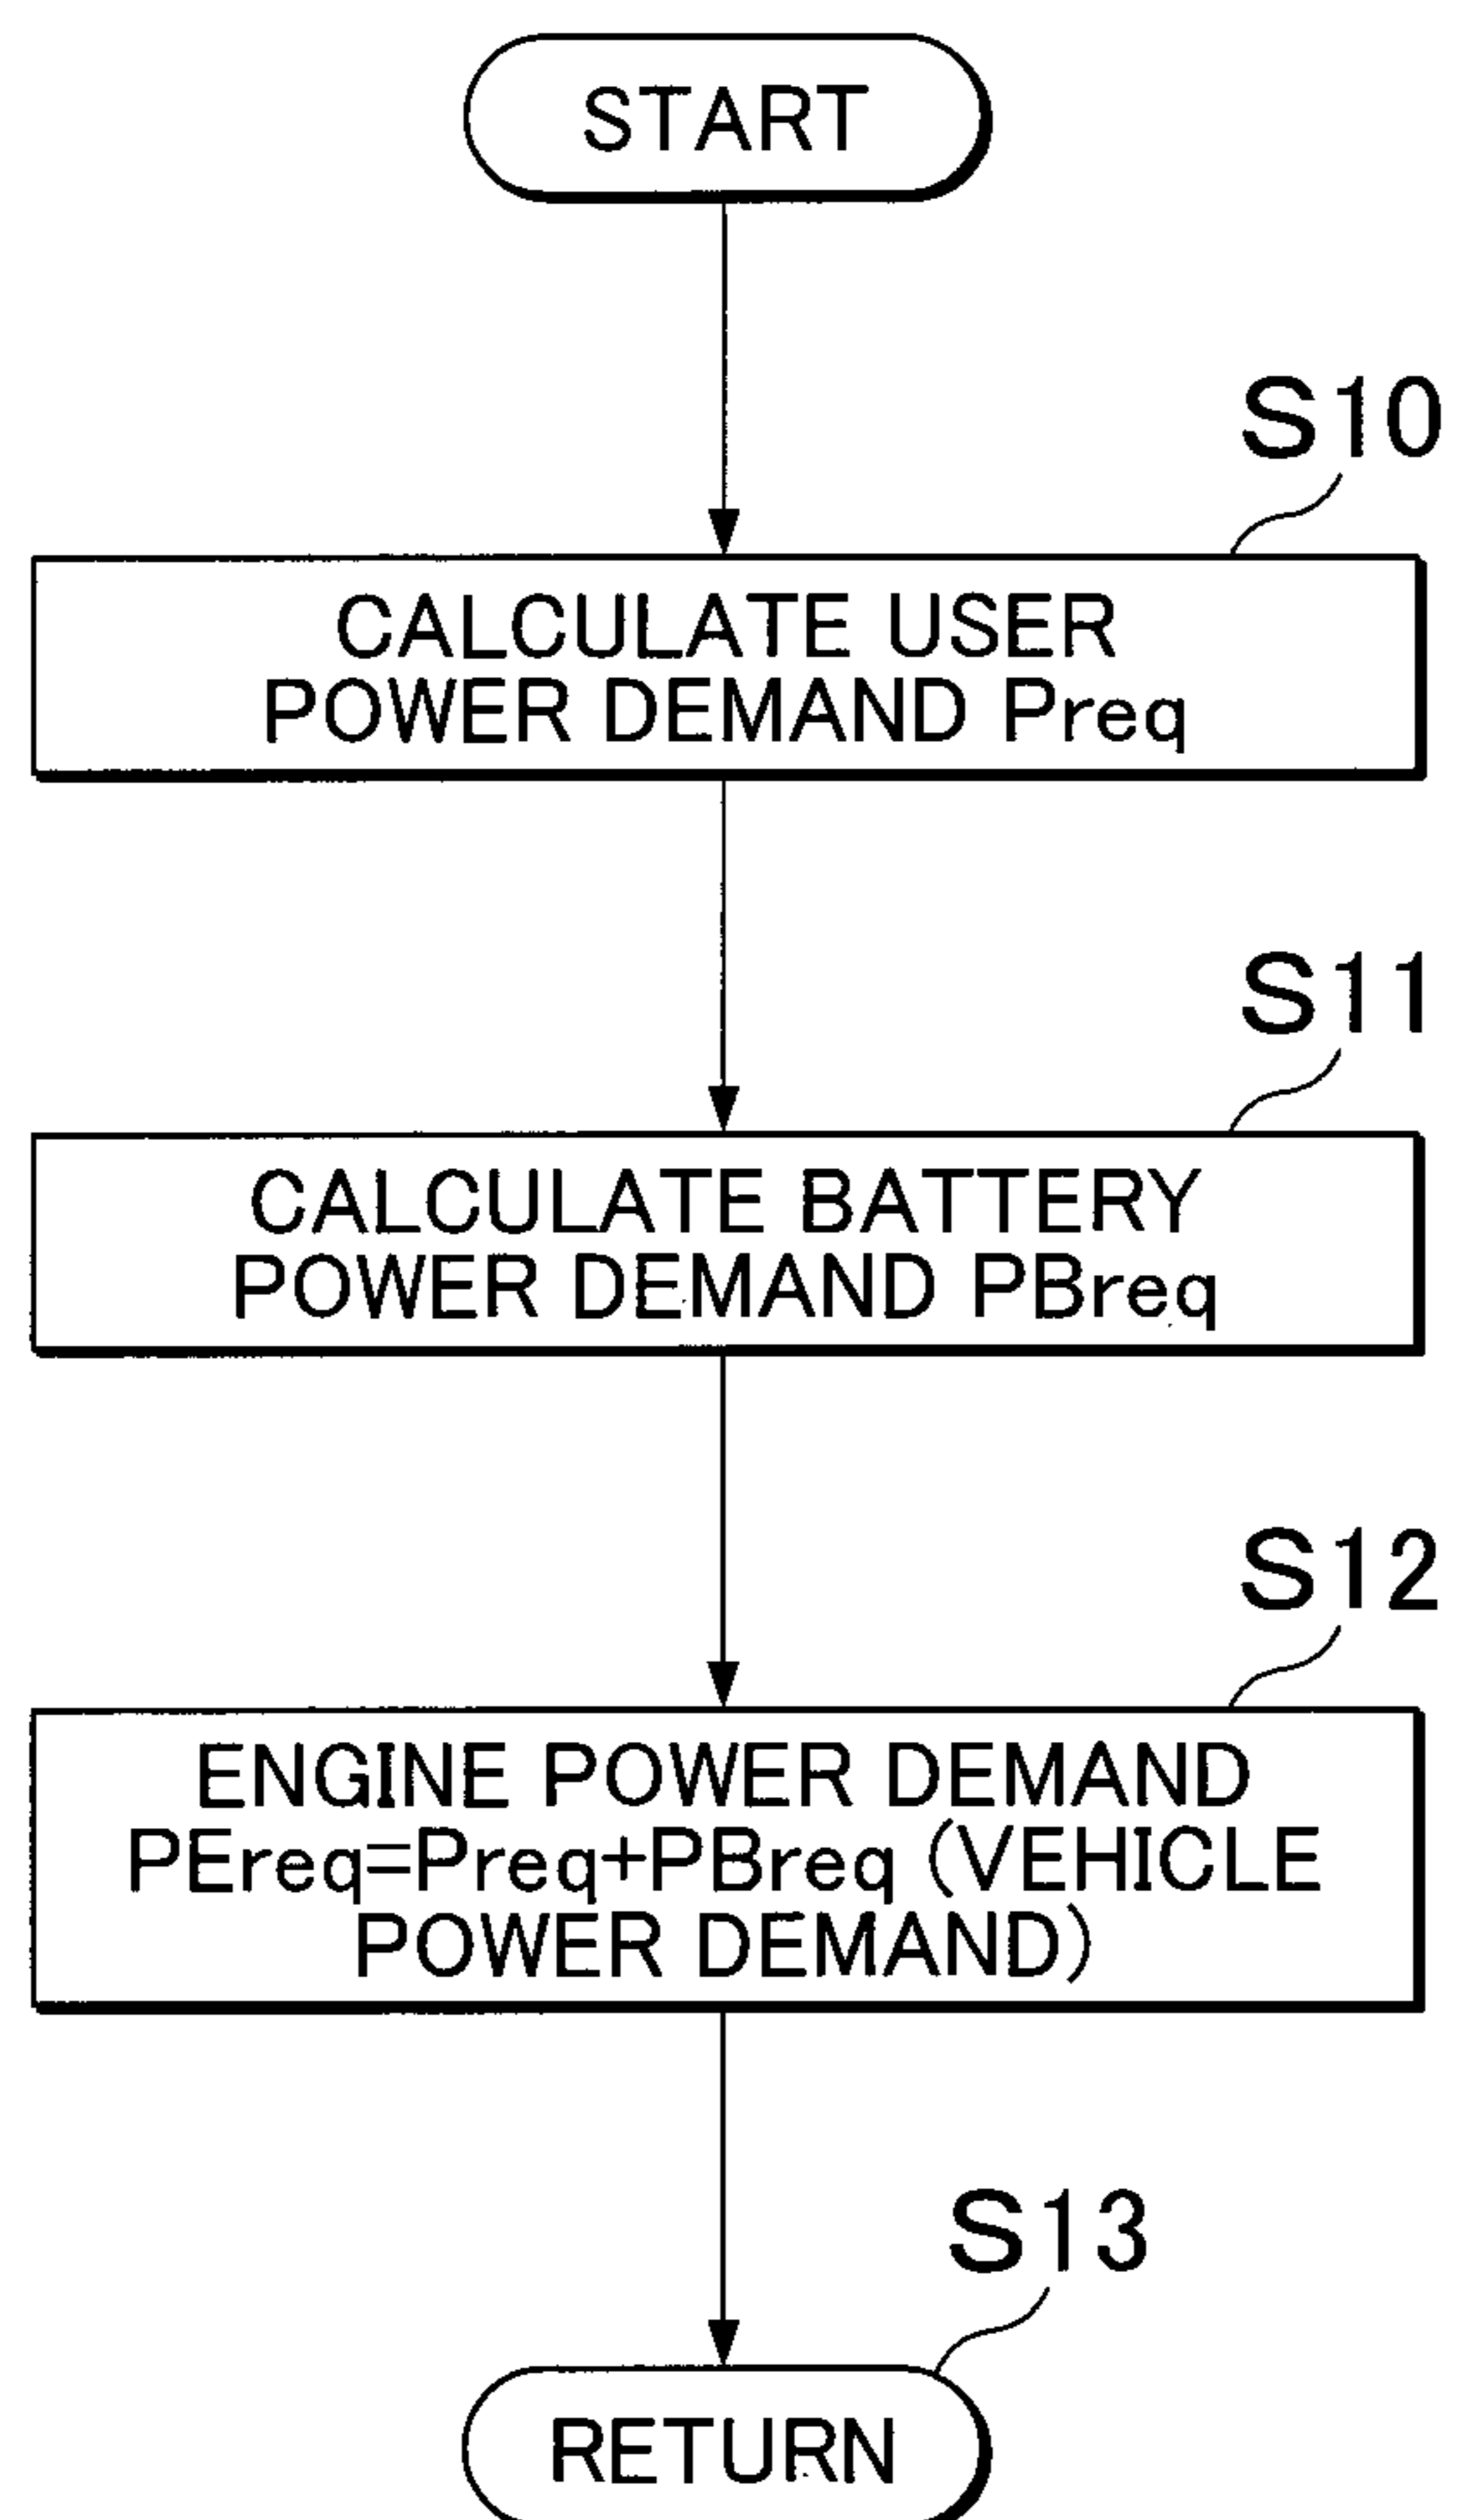 START
S10
CALCULATE USER
POWER DEMAND Preq
S11
CALCULATE BATTERY
POWER DEMAND PBreq
S12
ENGINE POWER DEMAND
PEreq=Preq+PBreq (VEHICLE
POWER DEMAND)
S13
RETURN